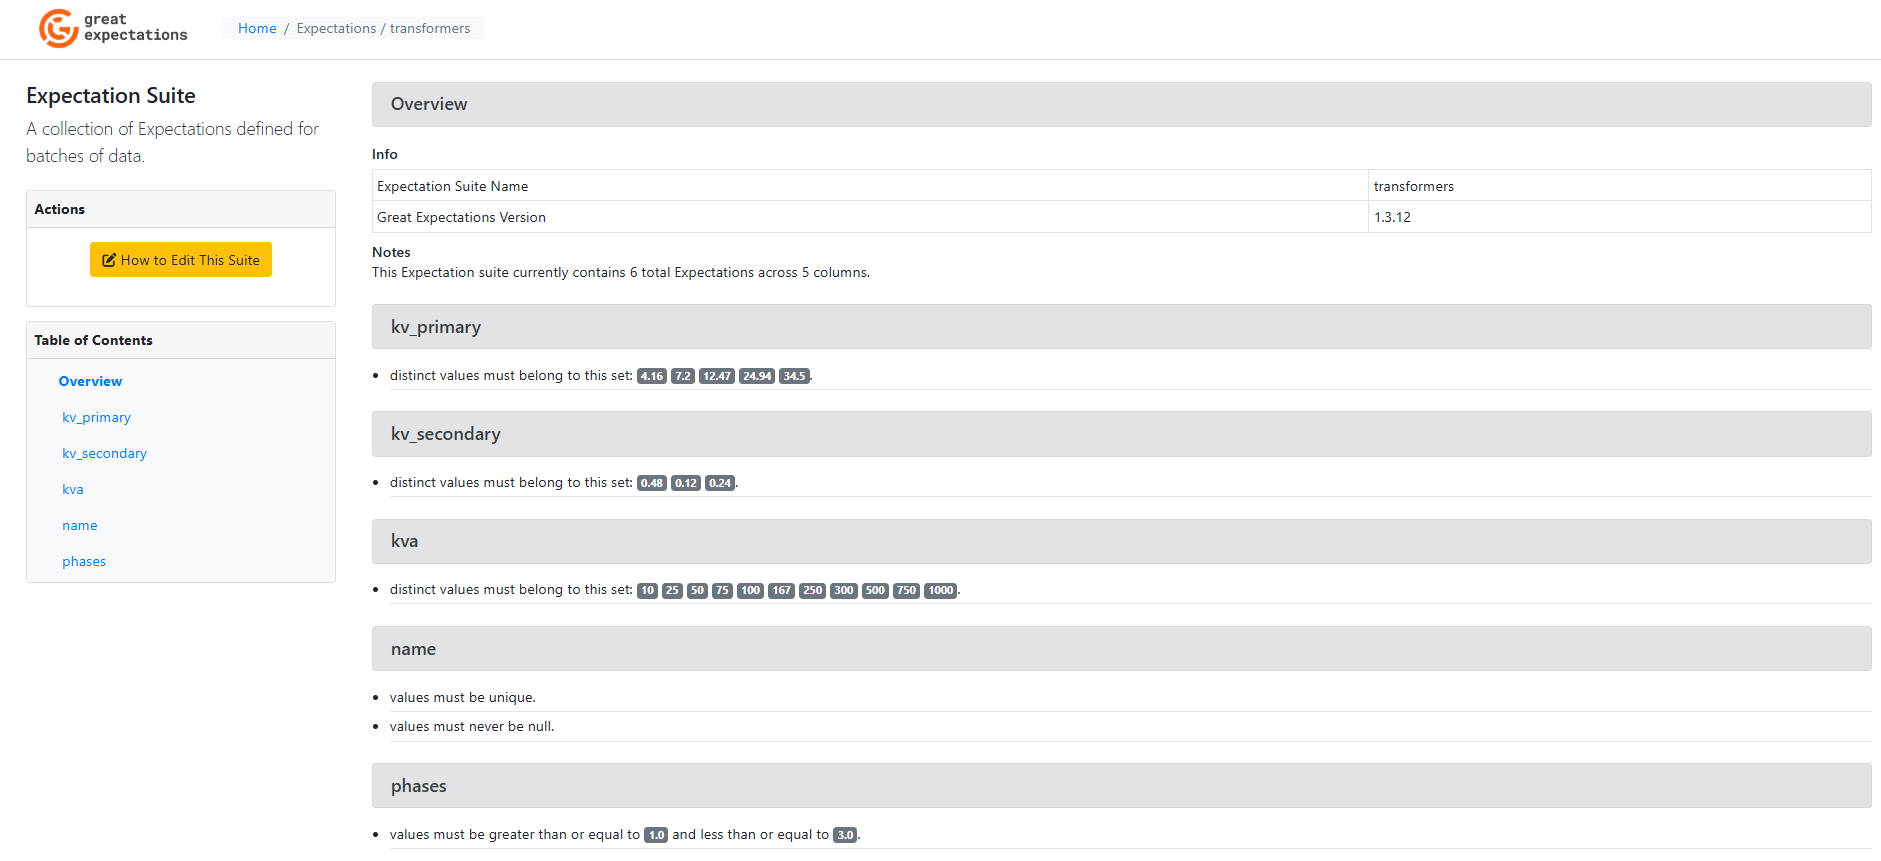 great
expectations
Home / Expectations / transformers
Expectation Suite
A collection of Expectations defined for
batches of data.
Actions
How to Edit This Suite
Table of Contents
Overview
kv_primary
kv_secondary
kva
name
phases
Overview
Info
Expectation Suite Name transformers
Great Expectations Version 1.3.12
Notes
This Expectation suite currently contains 6 total Expectations across 5 columns.
kv_primary
• distinct values must belong to this set: 4.16 7.2 12.47 24.94 34.5.
kv_secondary
• distinct values must belong to this set: 0.48 0.12 0.24.
kva
• distinct values must belong to this set: 10 25 50 75 100 167 250 300 500 750 1000.
name
• values must be unique.
• values must never be null.
phases
• values must be greater than or equal to 1.0 and less than or equal to 3.0.